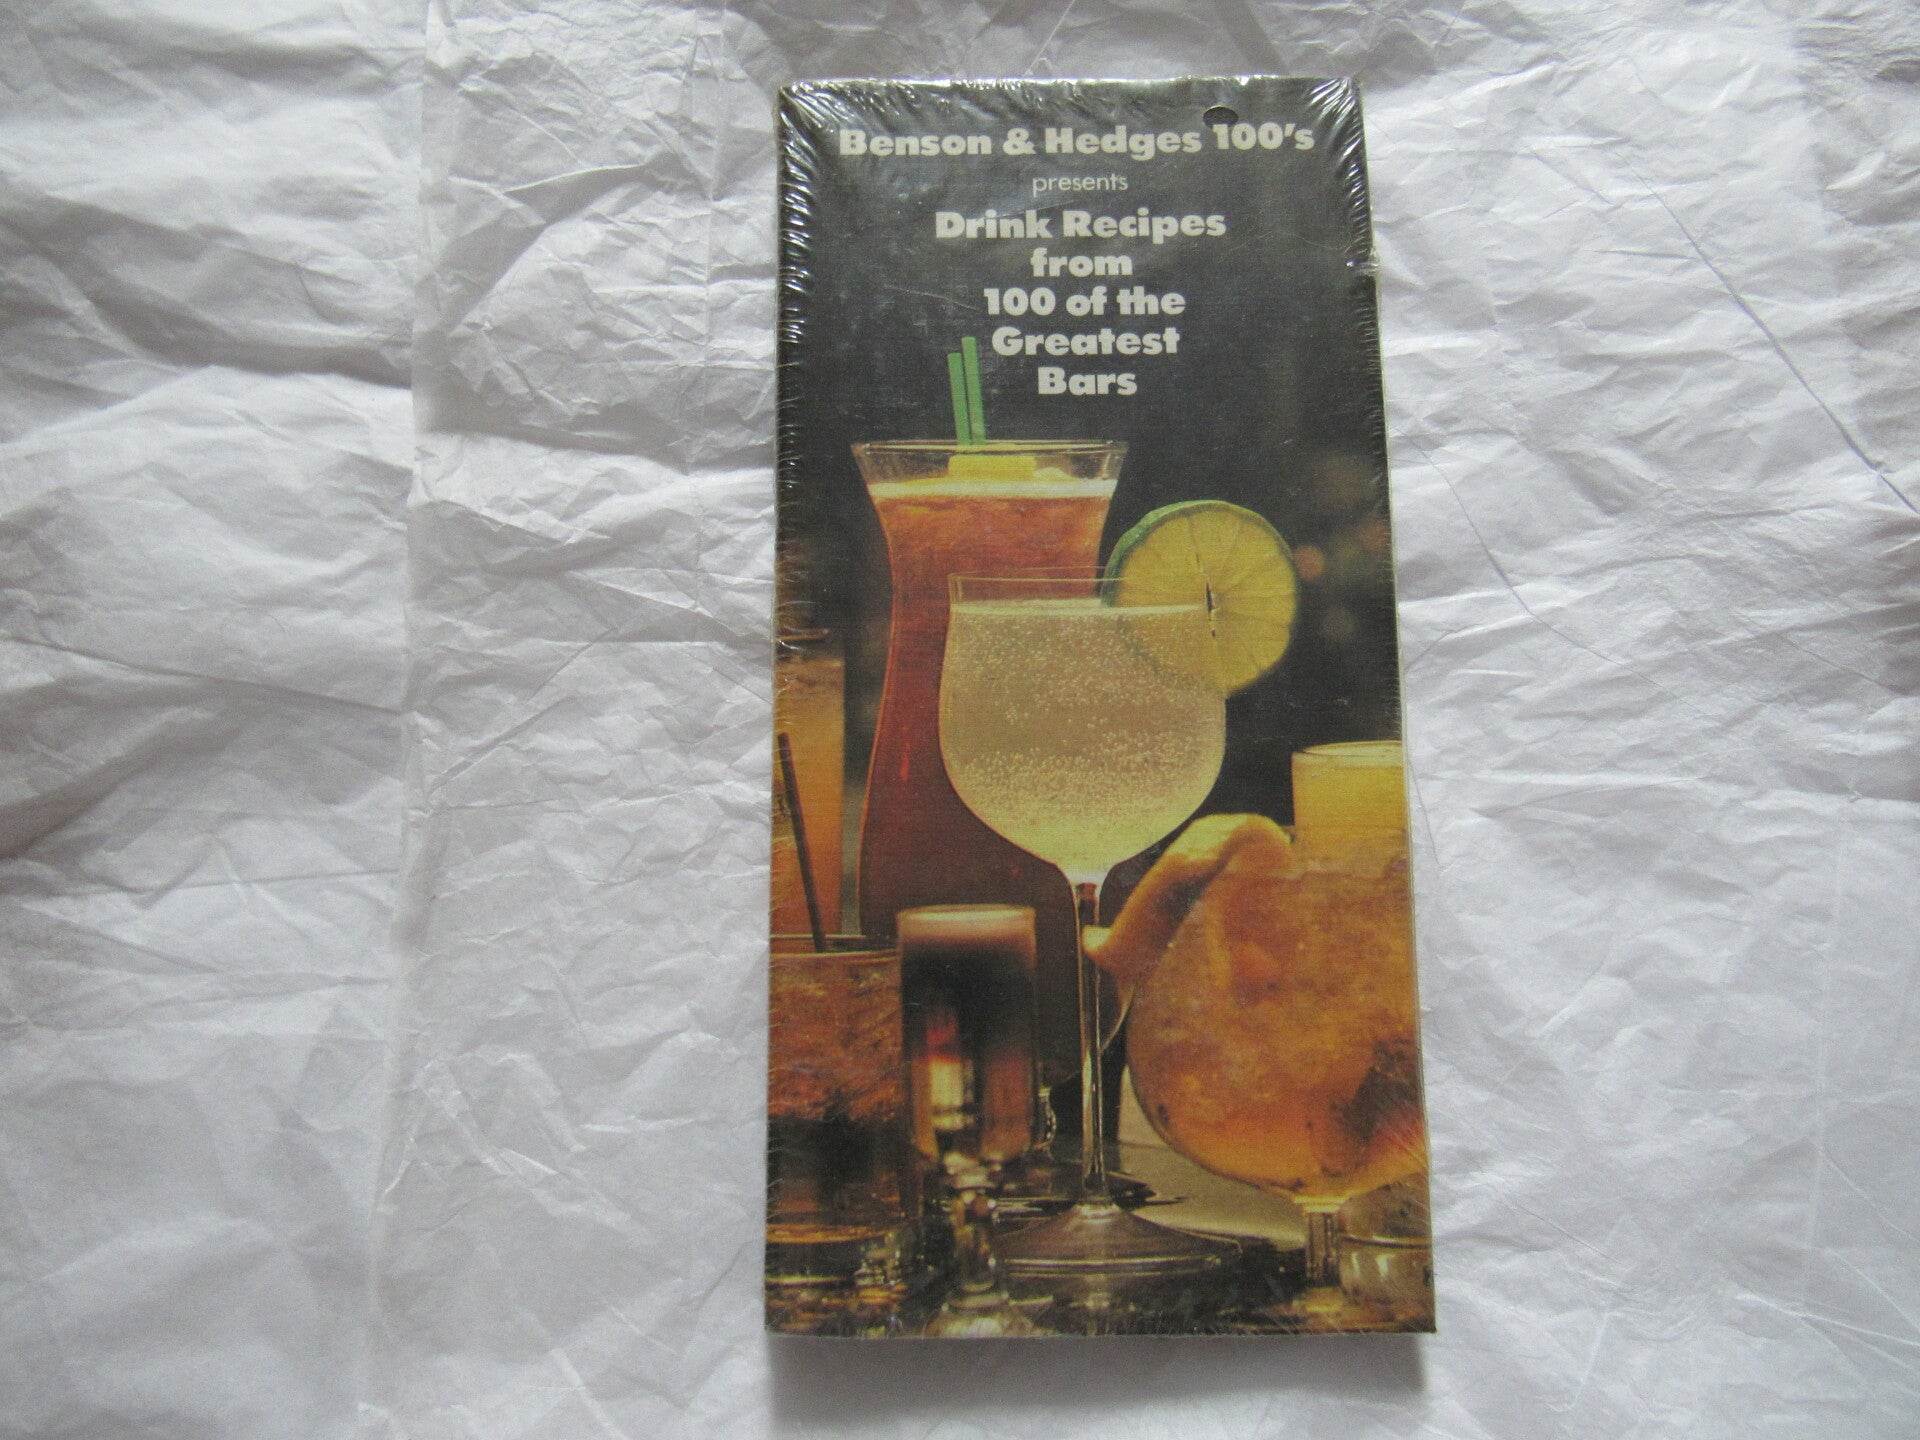 Benson & Hedges 100's
presents
Drink Recipes
from
100 of the
Greatest
Bars